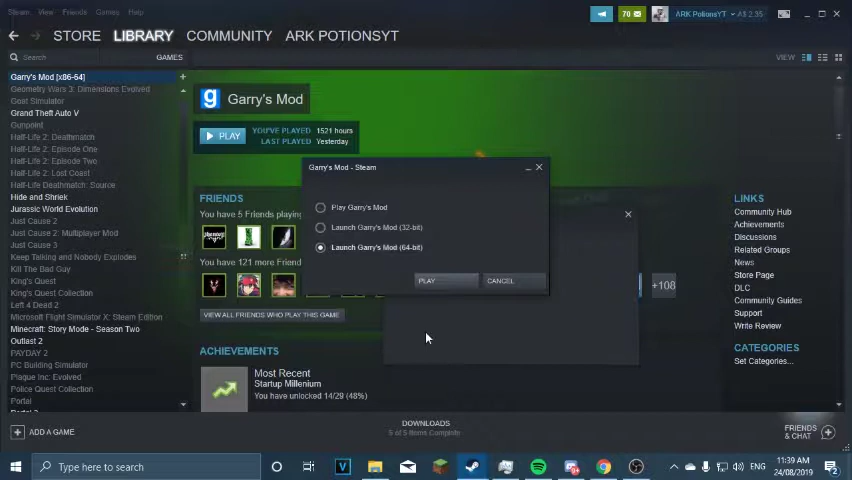 Steam View Friends Games Help
70 ARK PotionsYT A$ 2.35
STORE LIBRARY COMMUNITY ARK POTIONSYT
Search GAMES VIEW
Garry's Mod [x86-64]
Geometry Wars 3: Dimensions Evolved
Goat Simulator
Grand Theft Auto V
Gunpoint
Half-Life 2: Deathmatch
Half-Life 2: Episode One
Half-Life 2: Episode Two
Half-Life 2: Lost Coast
Half-Life Deathmatch: Source
Hide and Shriek
Jurassic World Evolution
Just Cause 2
Just Cause 2: Multiplayer Mod
Just Cause 3
Keep Talking and Nobody Explodes
Kill The Bad Guy
King's Quest
King's Quest Collection
Left 4 Dead 2
Microsoft Flight Simulator X: Steam Edition
Minecraft: Story Mode - Season Two
Outlast 2
PAYDAY 2
PC Building Simulator
Plague Inc: Evolved
Police Quest Collection
Portal
Portal 2
g Garry's Mod
PLAY
YOU'VE PLAYED 1521 hours
LAST PLAYED Yesterday
FRIENDS
You have 5 Friends playing
You have 121 more Friend
+108
VIEW ALL FRIENDS WHO PLAY THIS GAME
ACHIEVEMENTS
Most Recent
Startup Millenium
You have unlocked 14/29 (48%)
Garry's Mod - Steam
Play Garry's Mod
Launch Garry's Mod (32-bit)
Launch Garry's Mod (64-bit)
PLAY CANCEL
LINKS
Community Hub
Achievements
Discussions
Related Groups
News
Store Page
DLC
Community Guides
Support
Write Review
CATEGORIES
Set Categories...
ADD A GAME
DOWNLOADS
5 of 5 Items Complete
FRIENDS
& CHAT
Type here to search
V
ENG
11:39 AM
24/08/2019
2